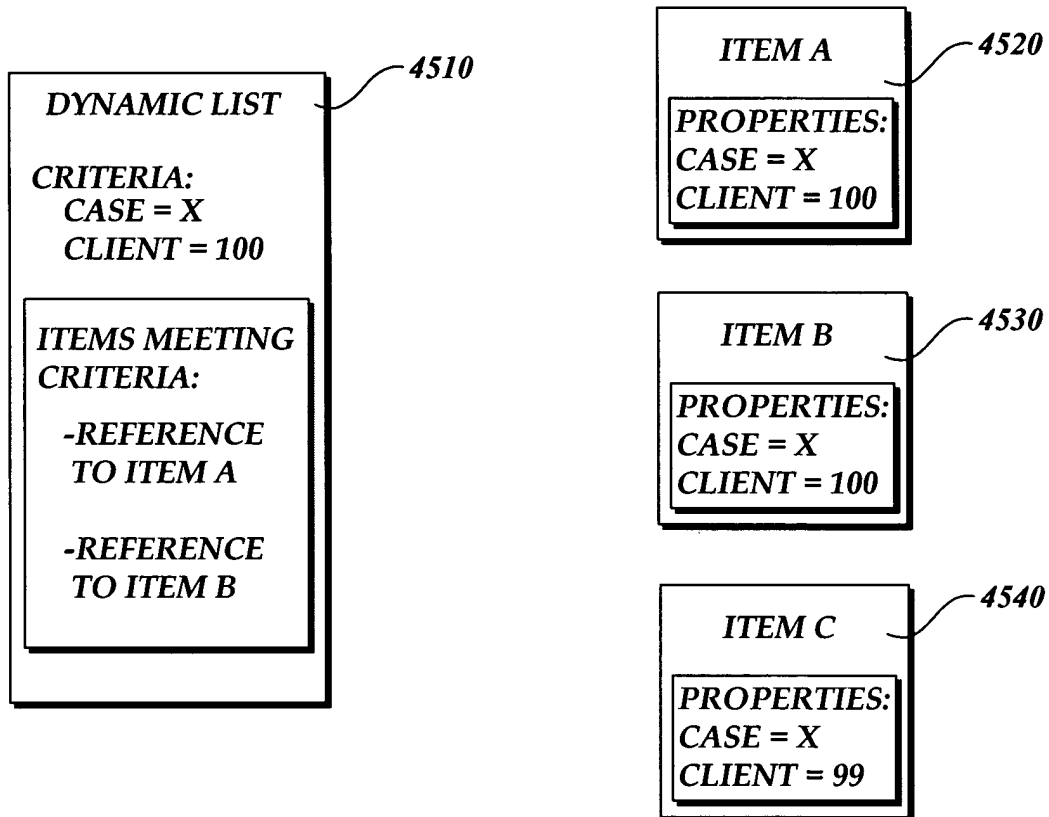 4510
DYNAMIC LIST
CRITERIA:
CASE = X
CLIENT = 100
ITEMS MEETING
CRITERIA:
-REFERENCE
TO ITEM A
-REFERENCE
TO ITEM B
4520
ITEM A
PROPERTIES:
CASE = X
CLIENT = 100
4530
ITEM B
PROPERTIES:
CASE = X
CLIENT = 100
4540
ITEM C
PROPERTIES:
CASE = X
CLIENT = 99